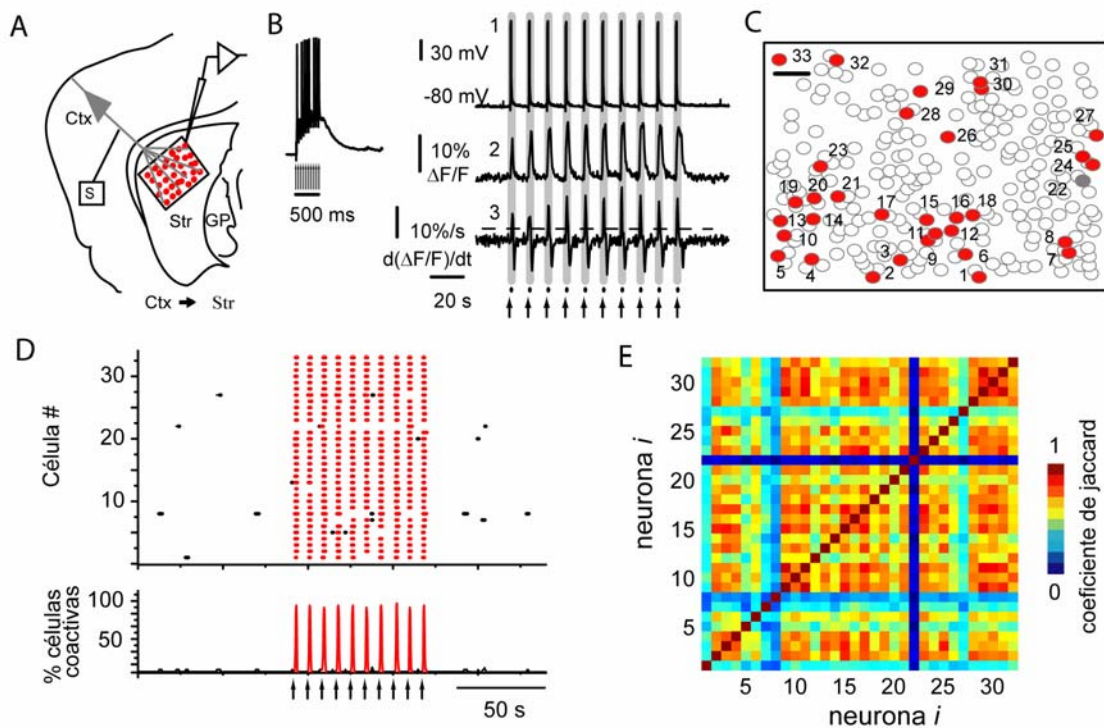 A
Ctx
S
Str
GP
Ctx → Str
B
500 ms
1
30 mV
-80 mV
2
10%
ΔF/F
3
10%/s
d(ΔF/F)/dt
20 s
C
33
32
31
30
29
28
27
26
25
24
23
22
21
20
19
18
17
16
15
14
13
12
11
10
9
8
7
6
5
4
3
2
1
D
Célula #
30
20
10
% células
coactivas
100
50
50 s
E
neurona i
30
25
20
15
10
5
5 10 15 20 25 30
neurona i
1
0
coeficiente de jaccard